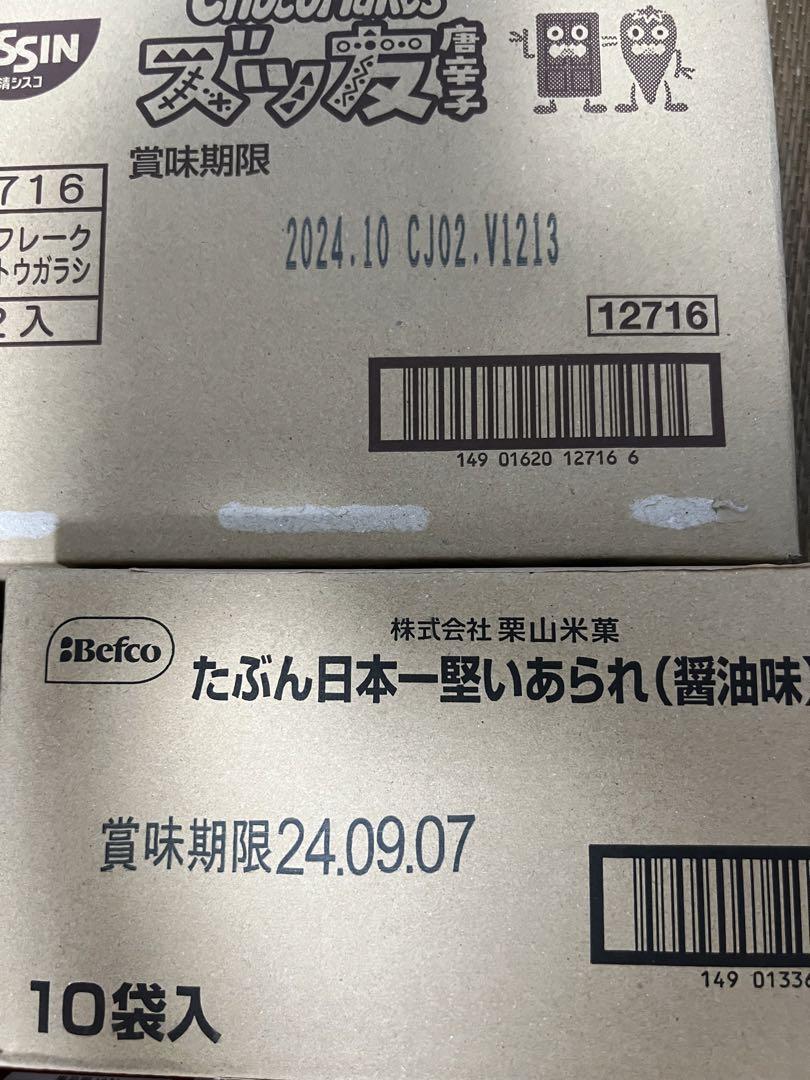 ChocoFlakes
SSIN
清シスコ
ズッ友
唐辛子
賞味期限
716
フレーク
トウガラシ
2入
2024.10 CJ02.V1213
12716
149 01620 12716 6
Befco
株式会社 栗山米菓
たぶん日本一堅いあられ(醤油味)
賞味期限24.09.07
149 01336
10袋入